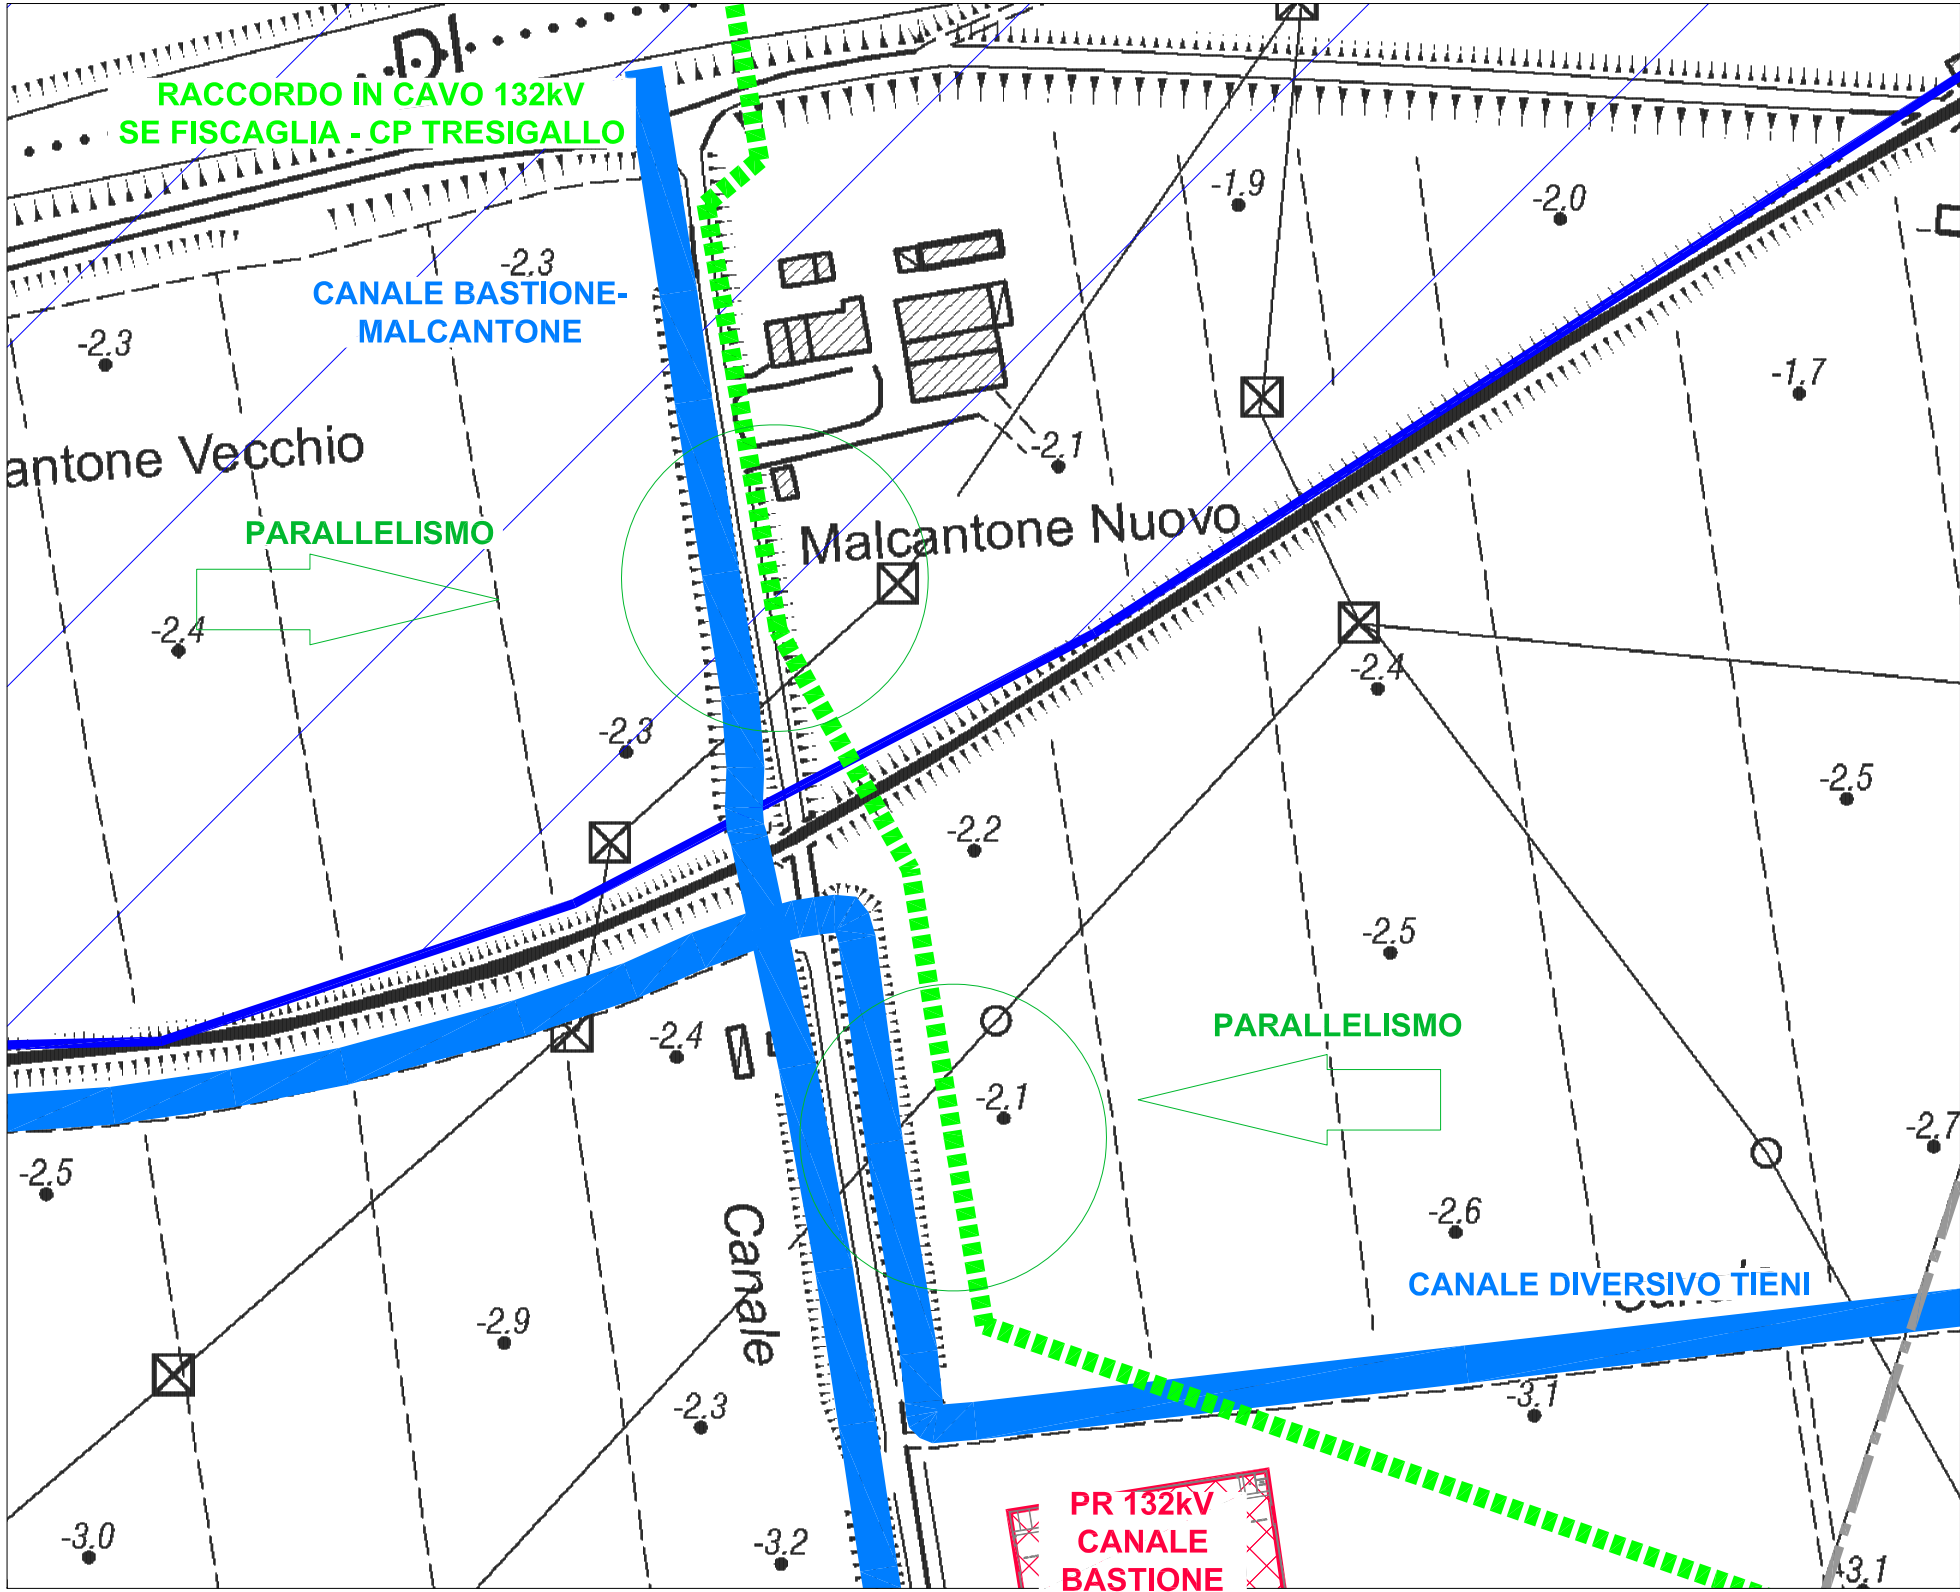 DI
RACCORDO IN CAVO 132kV
SE FISCAGLIA - CP TRESIGALLO
-1.9
-2.0
-2.3
CANALE BASTIONE-
MALCANTONE
-2.3
-1.7
antone Vecchio
-2.1
PARALLELISMO
Malcantone Nuovo
-2.4
-2.4
-2.3
-2.5
-2.2
-2.5
-2.4
PARALLELISMO
-2.1
-2.7
-2.5
-2.6
Canale
CANALE DIVERSIVO TIENI
-2.9
-2.3
-3.1
PR 132kV
CANALE
BASTIONE
-3.0
-3.2
-3.1